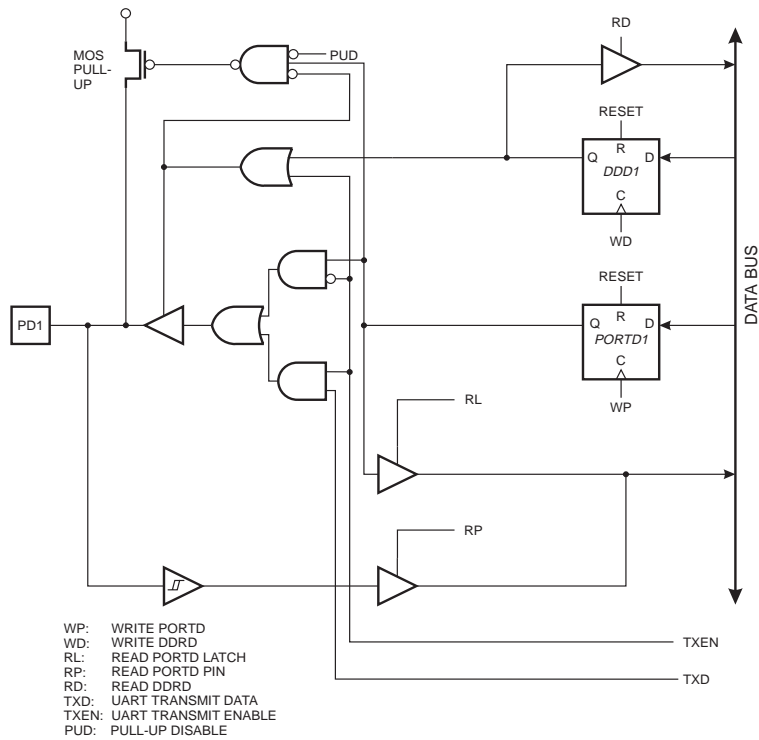 RD
MOS
PULL-
UP
PUD
RESET
R
Q
D
DDD1
C
WD
DATA BUS
RESET
R
PD1
Q
D
PORTD1
C
WP
RL
RP
WP: WRITE PORTD
WD: WRITE DDRD
RL: READ PORTD LATCH
RP: READ PORTD PIN
RD: READ DDRD
TXD: UART TRANSMIT DATA
TXEN: UART TRANSMIT ENABLE
PUD: PULL-UP DISABLE
TXEN
TXD